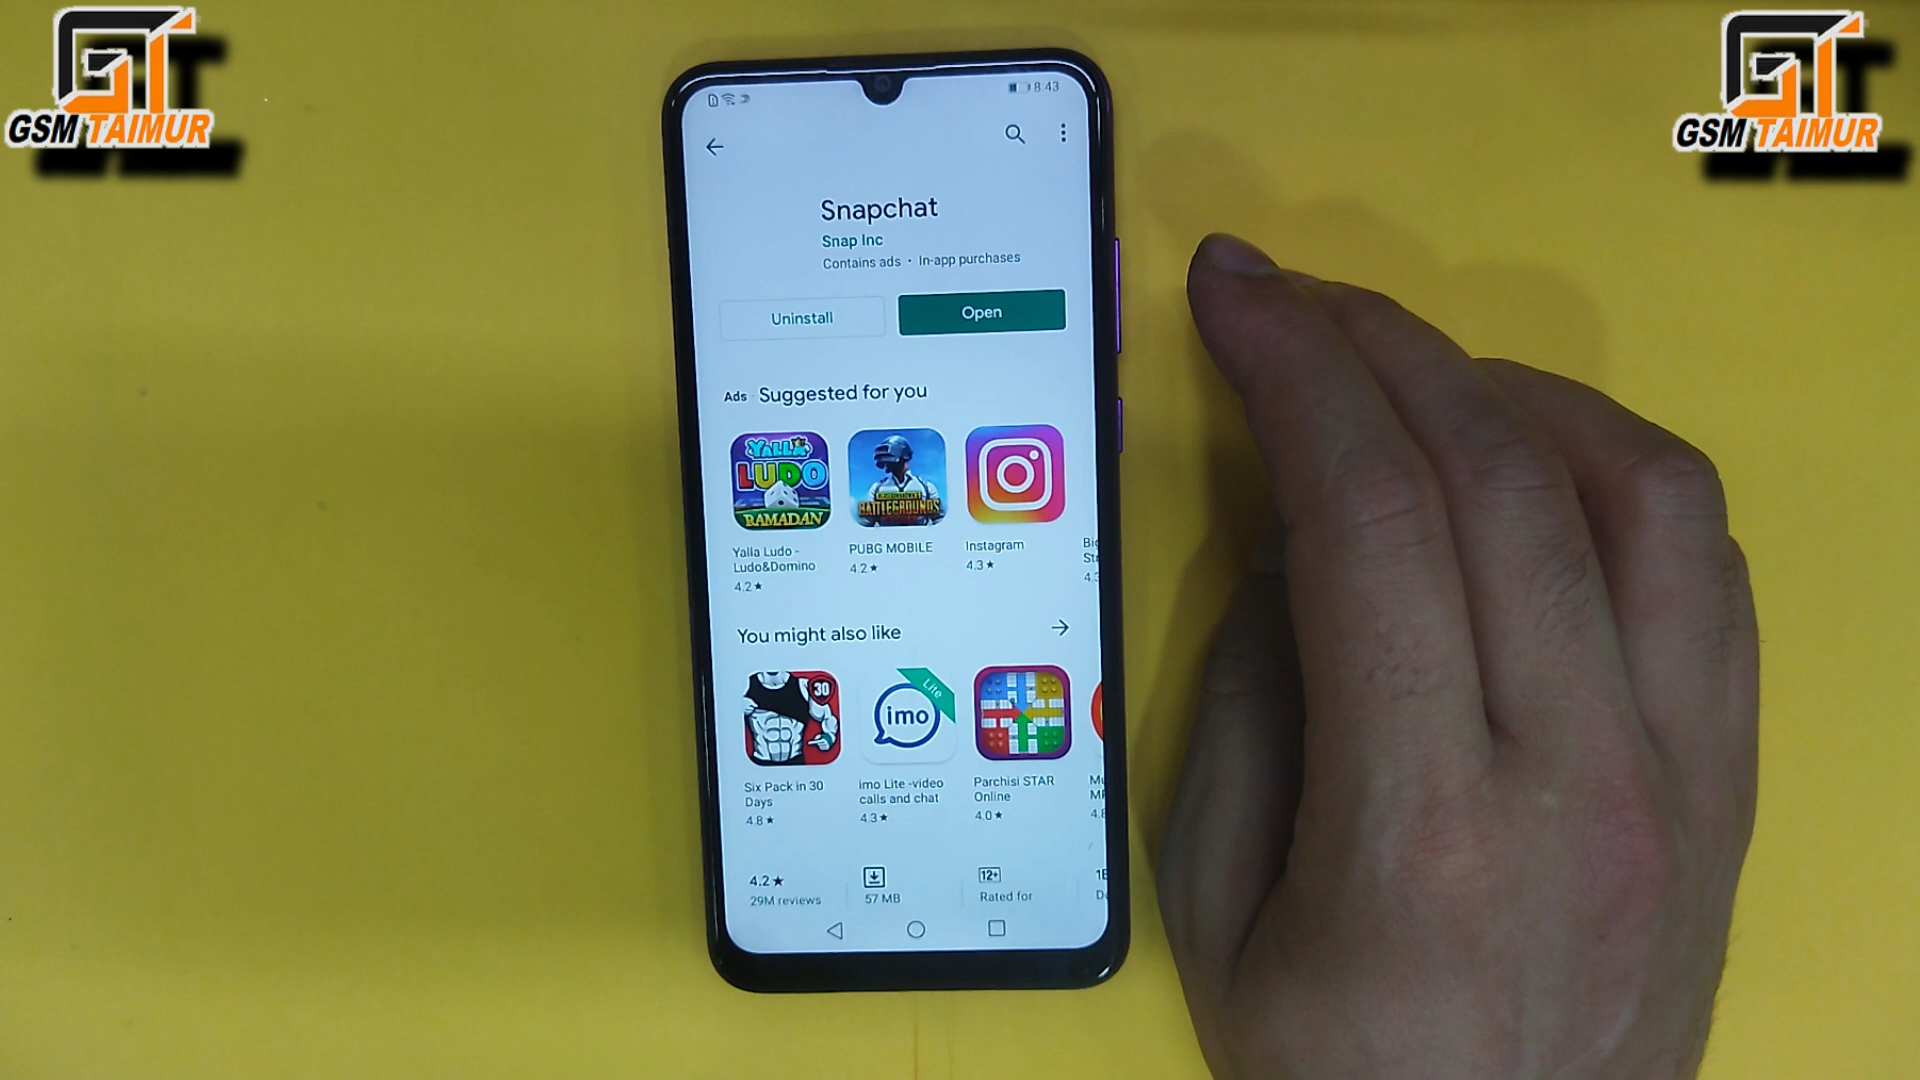 GSM TAIMUR
GSM TAIMUR
8:43
Snapchat
Snap Inc
Contains ads • In-app purchases
Uninstall
Open
Ads Suggested for you
YALLA
LUDO
RAMADAN
BATTLEGROUNDS
Yalla Ludo -
Ludo&Domino
4.2★
PUBG MOBILE
4.2★
Instagram
4.3★
You might also like
30
Lite
imo
Six Pack in 30
Days
4.8★
imo Lite -video
calls and chat
4.3★
Parchisi STAR
Online
4.0★
4.2★
29M reviews
57 MB
12+
Rated for